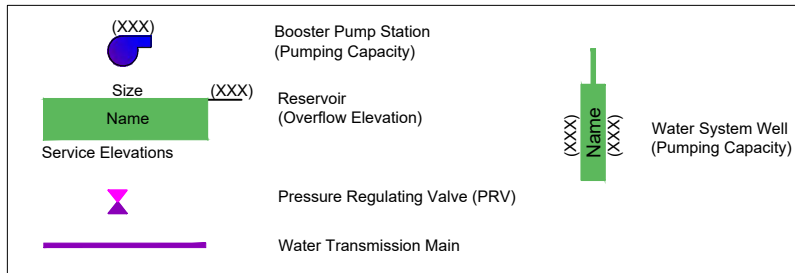 (XXX)
Booster Pump Station
(Pumping Capacity)
Size
(XXX)
Name
Reservoir
(Overflow Elevation)
Service Elevations
Pressure Regulating Valve (PRV)
Water Transmission Main
(XXX)
Name
(XXX)
Water System Well
(Pumping Capacity)